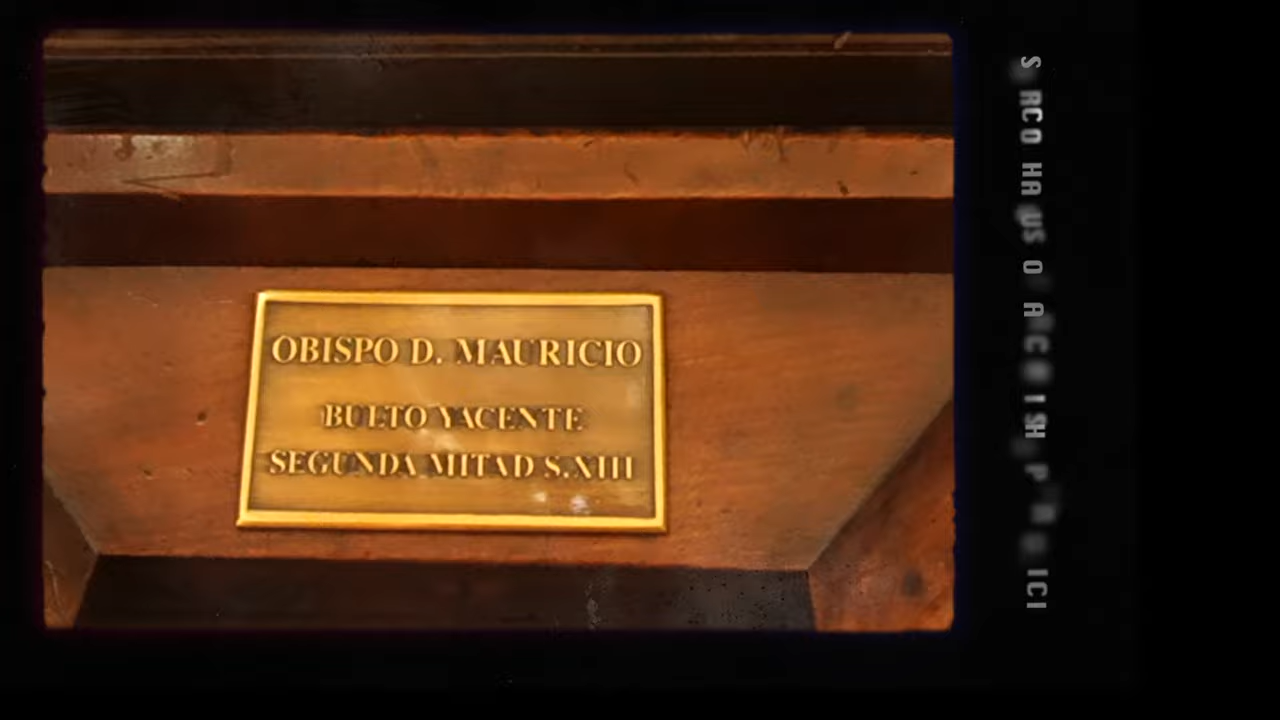 OBISPO D. MAURICIO
BULTO YACENTE
SEGUNDA MITAD S.XIII